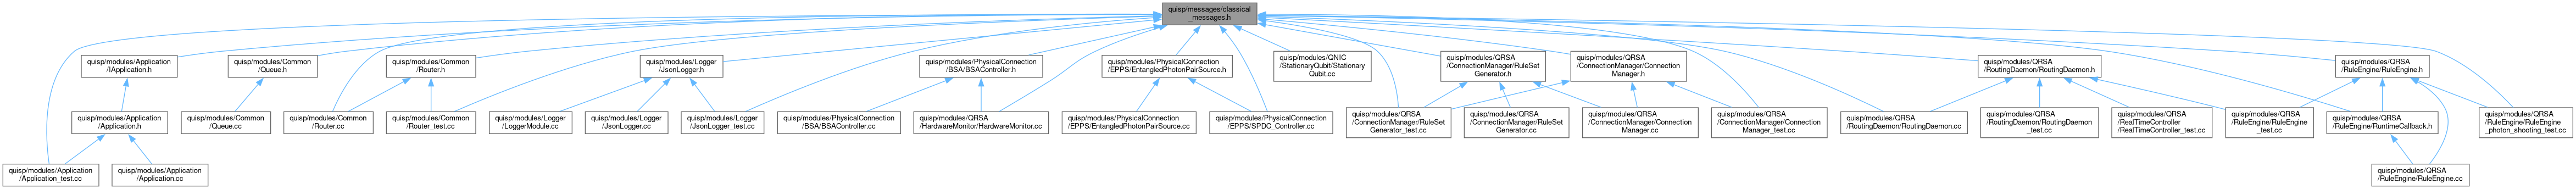 quisp/messages/classical
_messages.h
quisp/modules/Application
/IApplication.h
quisp/modules/Common
/Queue.h
quisp/modules/Common
/Router.h
quisp/modules/Logger
/JsonLogger.h
quisp/modules/PhysicalConnection
/BSA/BSAController.h
quisp/modules/PhysicalConnection
/EPPS/EntangledPhotonPairSource.h
quisp/modules/QNIC
/StationaryQubit/Stationary
Qubit.cc
quisp/modules/QRSA
/ConnectionManager/RuleSet
Generator.h
quisp/modules/QRSA
/ConnectionManager/Connection
Manager.h
quisp/modules/QRSA
/RoutingDaemon/RoutingDaemon.h
quisp/modules/QRSA
/RuleEngine/RuleEngine.h
quisp/modules/Application
/Application.h
quisp/modules/Common
/Queue.cc
quisp/modules/Common
/Router.cc
quisp/modules/Common
/Router_test.cc
quisp/modules/Logger
/LoggerModule.cc
quisp/modules/Logger
/JsonLogger.cc
quisp/modules/Logger
/JsonLogger_test.cc
quisp/modules/PhysicalConnection
/BSA/BSAController.cc
quisp/modules/QRSA
/HardwareMonitor/HardwareMonitor.cc
quisp/modules/PhysicalConnection
/EPPS/EntangledPhotonPairSource.cc
quisp/modules/PhysicalConnection
/EPPS/SPDC_Controller.cc
quisp/modules/QRSA
/ConnectionManager/RuleSet
Generator_test.cc
quisp/modules/QRSA
/ConnectionManager/RuleSet
Generator.cc
quisp/modules/QRSA
/ConnectionManager/Connection
Manager.cc
quisp/modules/QRSA
/ConnectionManager/Connection
Manager_test.cc
quisp/modules/QRSA
/RoutingDaemon/RoutingDaemon.cc
quisp/modules/QRSA
/RoutingDaemon/RoutingDaemon
_test.cc
quisp/modules/QRSA
/RealTimeController
/RealTimeController_test.cc
quisp/modules/QRSA
/RuleEngine/RuleEngine
_test.cc
quisp/modules/QRSA
/RuleEngine/RuntimeCallback.h
quisp/modules/QRSA
/RuleEngine/RuleEngine
_photon_shooting_test.cc
quisp/modules/Application
/Application_test.cc
quisp/modules/Application
/Application.cc
quisp/modules/QRSA
/RuleEngine/RuleEngine.cc